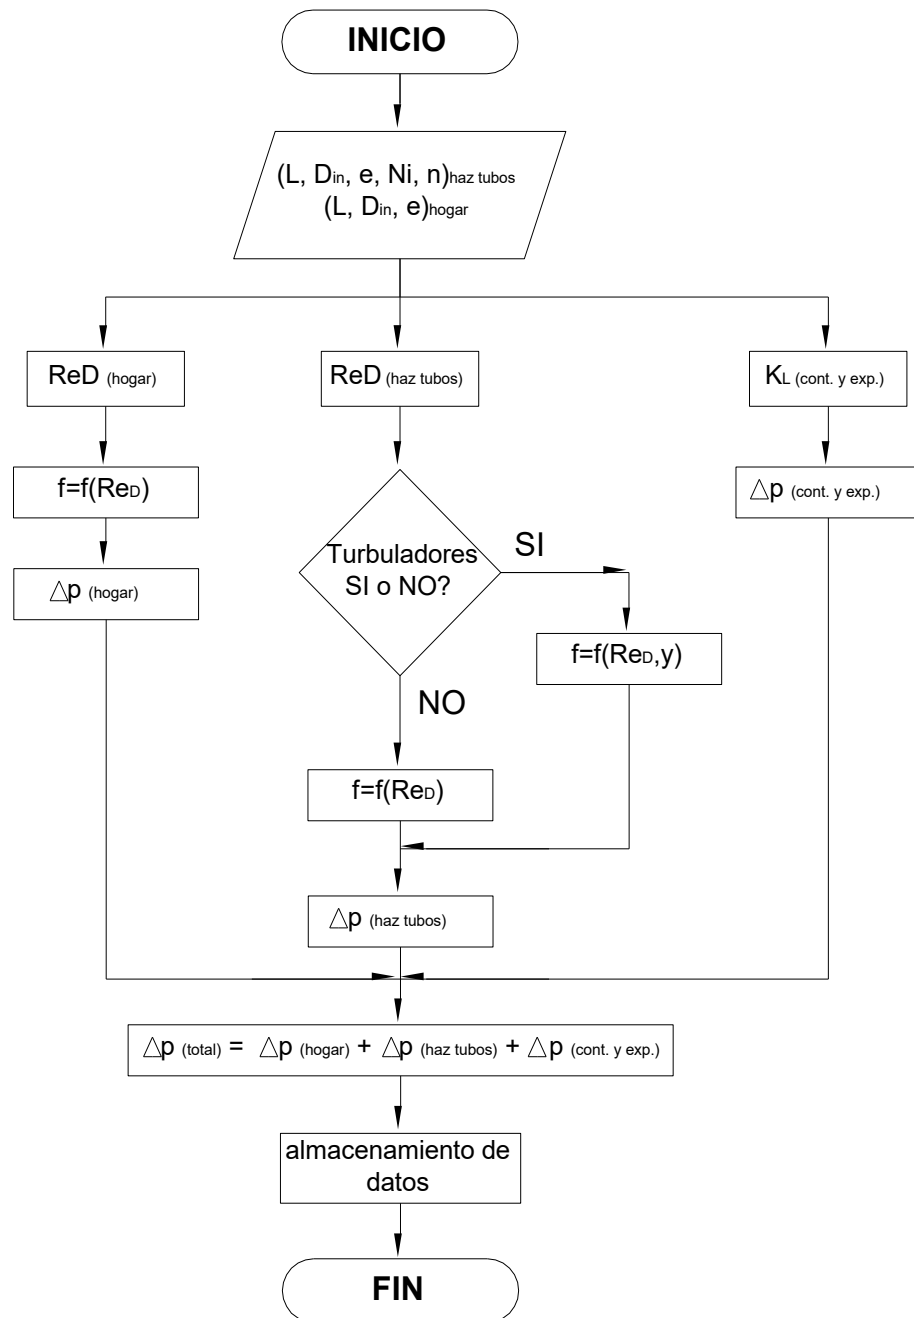 INICIO
(L, Din, e, Ni, n)haz tubos
(L, Din, e)hogar
ReD (hogar)
ReD (haz tubos)
KL (cont. y exp.)
f=f(ReD)
△p (cont. y exp.)
Turbuladores
SI o NO?
SI
△p (hogar)
f=f(ReD,y)
NO
f=f(ReD)
△p (haz tubos)
△p (total) = △p (hogar) + △p (haz tubos) + △p (cont. y exp.)
almacenamiento de
datos
FIN